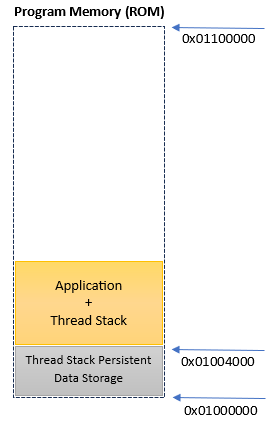 Program Memory (ROM)
0x01100000
Application
+
Thread Stack
0x01004000
Thread Stack Persistent
Data Storage
0x01000000